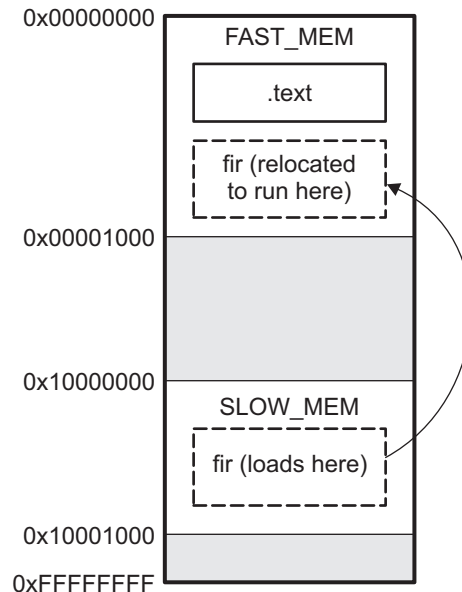 0x00000000
FAST_MEM
.text
fir (relocated
to run here)
0x00001000
0x10000000
SLOW_MEM
fir (loads here)
0x10001000
0xFFFFFFFF